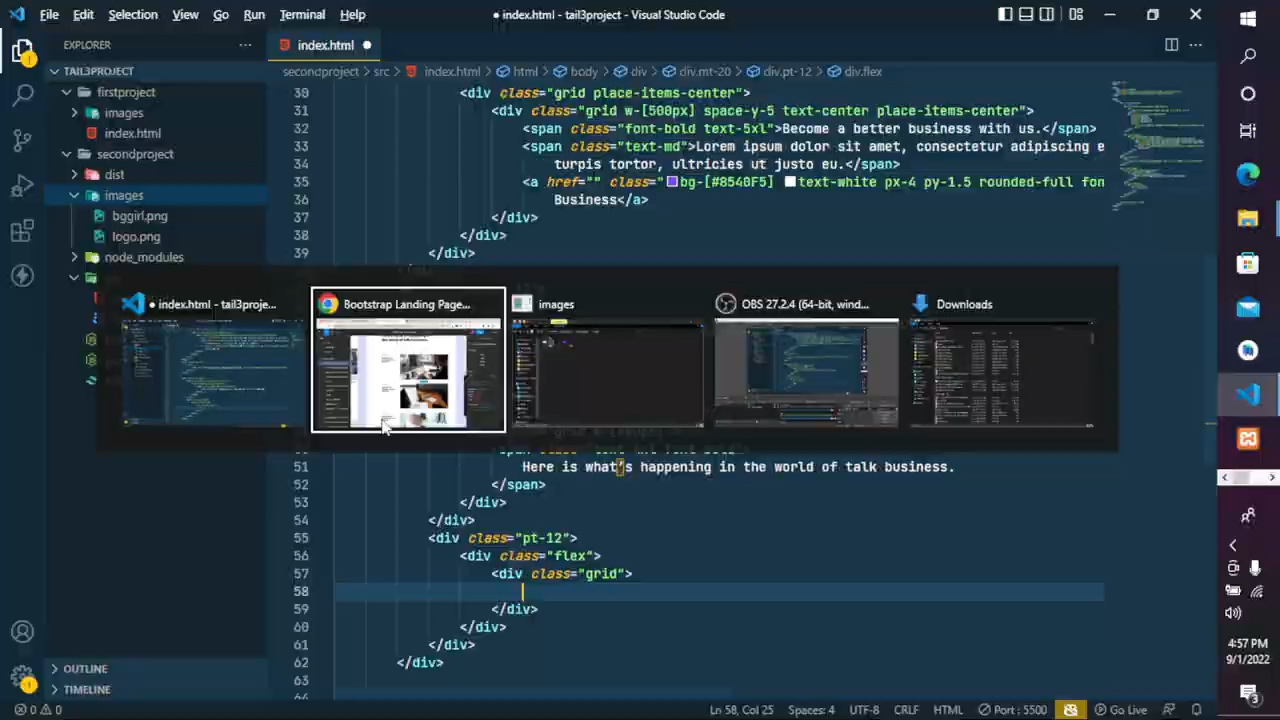 File Edit Selection View Go Run Terminal Help
● index.html - tail3project - Visual Studio Code
EXPLORER
index.html
TAIL3PROJECT
firstproject
images
index.html
secondproject
dist
images
bggirl.png
logo.png
node_modules
OUTLINE
TIMELINE
secondproject > src > index.html > html > body > div > div.mt-20 > div.pt-12 > div.flex
30 <div class="grid place-items-center">
31 <div class="grid w-[500px] space-y-5 text-center place-items-center">
32 <span class="font-bold text-5xl">Become a better business with us.</span>
33 <span class="text-md">Lorem ipsum dolor sit amet, consectetur adipiscing e
34 turpis tortor, ultricies ut justo eu.</span>
35 <a href="" class="bg-[#8540F5] text-white px-4 py-1.5 rounded-full fon
36 Business</a>
37 </div>
38 </div>
39 </div>
● index.html - tail3proje...
Bootstrap Landing Page...
images
OBS 27.2.4 (64-bit, wind...
Downloads
51 Here is what's happening in the world of talk business.
52 </span>
53 </div>
54 </div>
55 <div class="pt-12">
56 <div class="flex">
57 <div class="grid">
58
59 </div>
60 </div>
61 </div>
62 </div>
63
64
0 0
Ln 58, Col 25 Spaces: 4 UTF-8 CRLF HTML Port : 5500 Go Live
4:57 PM
9/1/2022
3